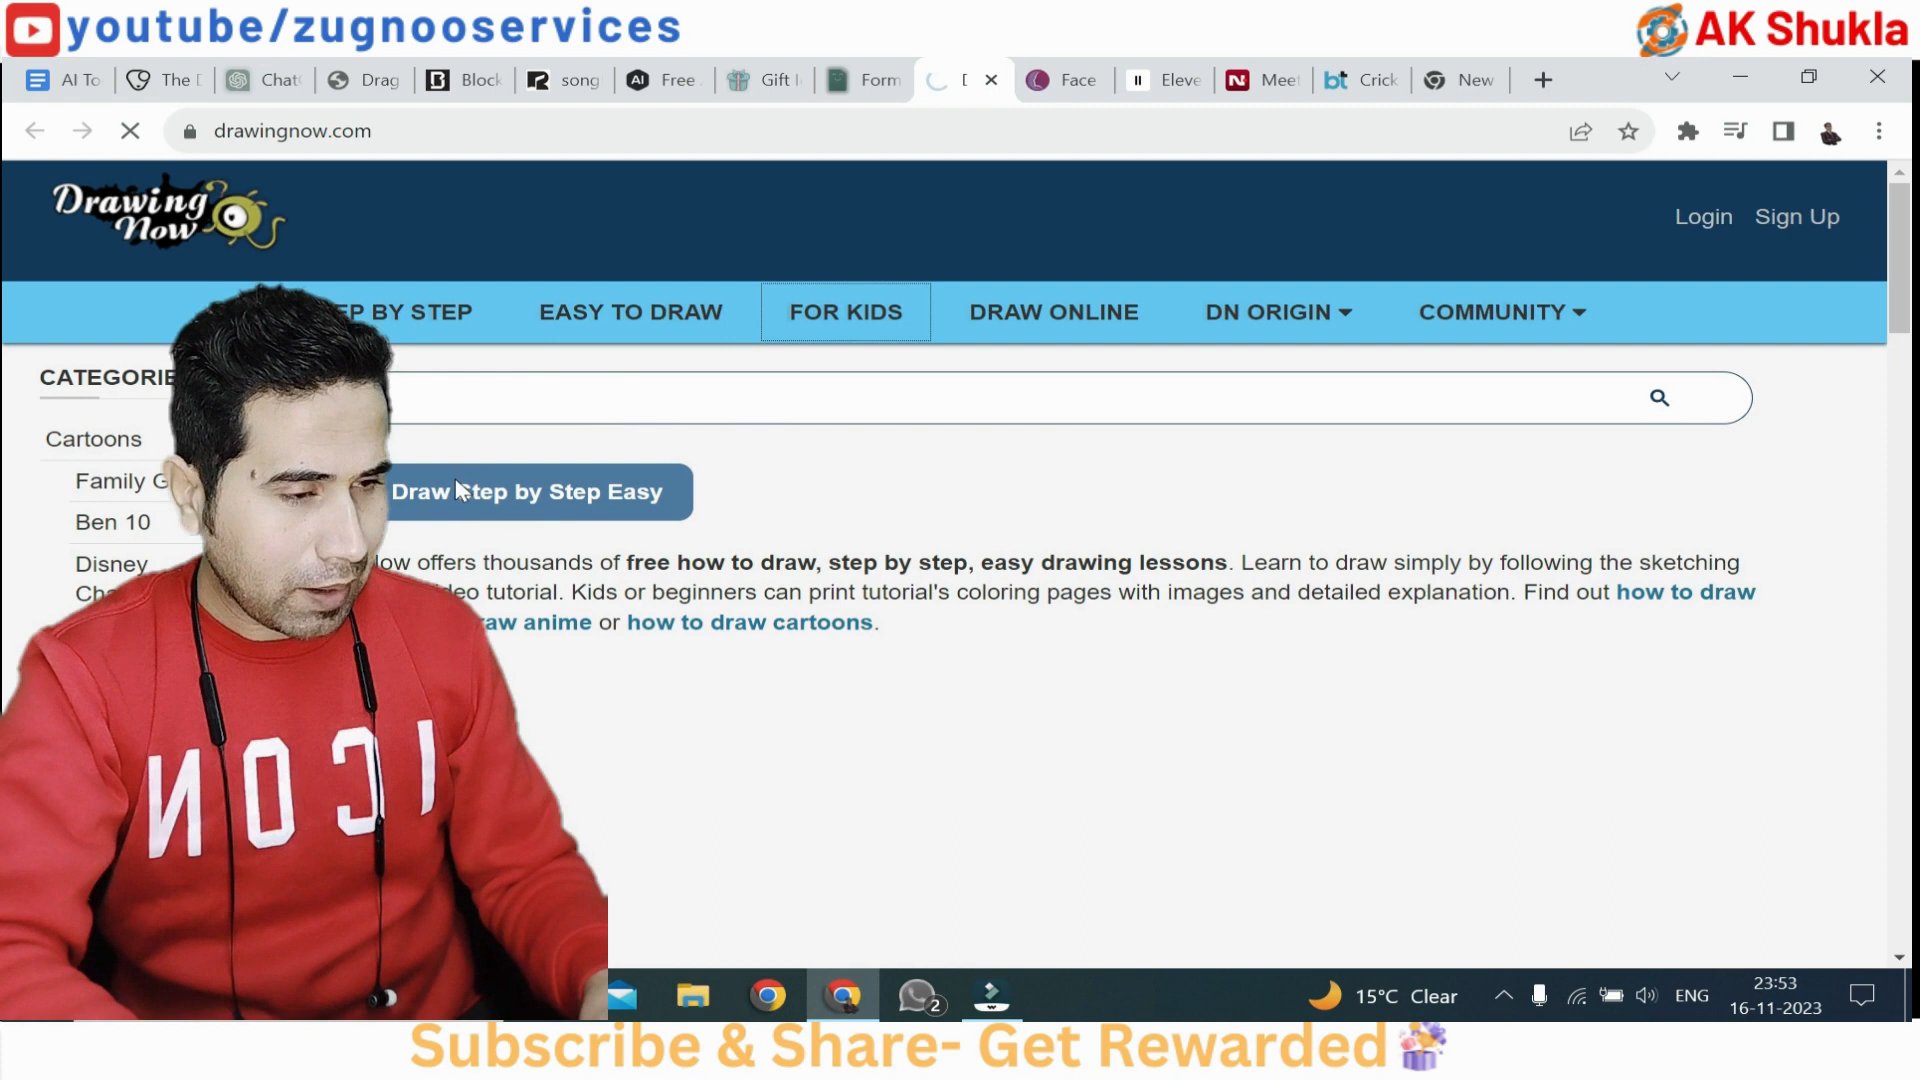 youtube/zugnooservices
AK Shukla
AI To
The
Chat
Drag
Block
song
Free
Gift
Form
Face
Eleve
Meet
Crick
New
drawingnow.com
Drawing
Now
Login
Sign Up
EP BY STEP
EASY TO DRAW
FOR KIDS
DRAW ONLINE
DN ORIGIN
COMMUNITY
CATEGORIE
Cartoons
Family G
Ben 10
Disney
Draw Step by Step Easy
ow offers thousands of free how to draw, step by step, easy drawing lessons. Learn to draw simply by following the sketching
eo tutorial. Kids or beginners can print tutorial's coloring pages with images and detailed explanation. Find out how to draw
aw anime or how to draw cartoons.
ICON
2
15°C Clear
ENG
23:53
16-11-2023
Subscribe & Share- Get Rewarded